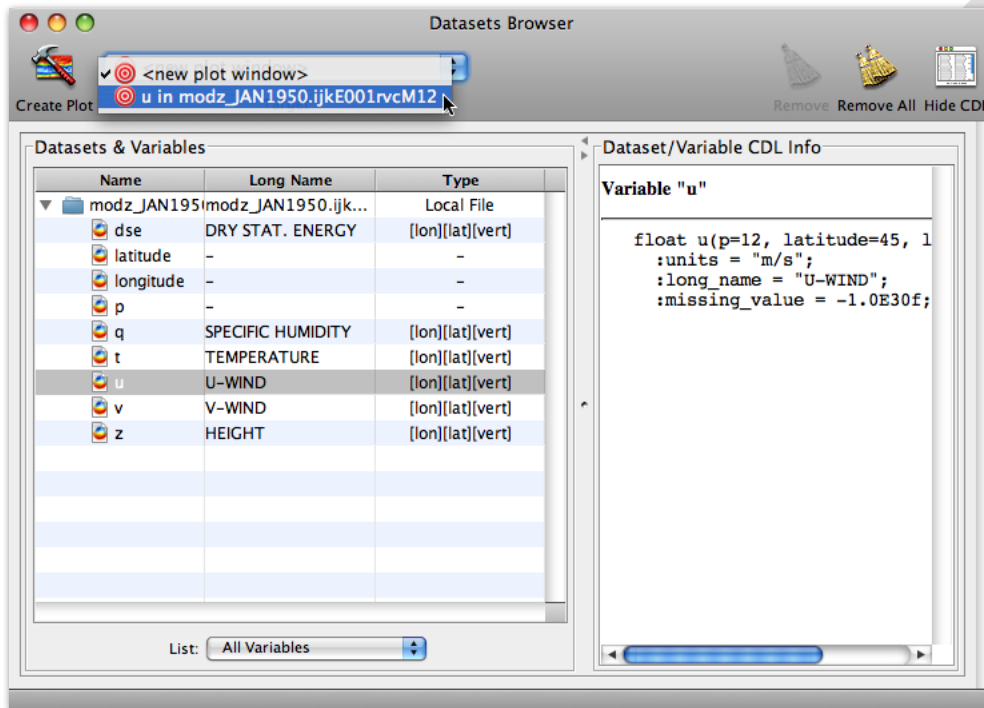 Datasets Browser
<new plot window>
u in modz_JAN1950.ijkE001rvcM12
Create Plot
Remove Remove All Hide CDL
Datasets & Variables
Name Long Name Type
modz_JAN195 modz_JAN1950.ijk... Local File
dse DRY STAT. ENERGY [lon][lat][vert]
latitude – –
longitude – –
p – –
q SPECIFIC HUMIDITY [lon][lat][vert]
t TEMPERATURE [lon][lat][vert]
u U-WIND [lon][lat][vert]
v V-WIND [lon][lat][vert]
z HEIGHT [lon][lat][vert]
List: All Variables
Dataset/Variable CDL Info
Variable "u"
float u(p=12, latitude=45, l
:units = "m/s";
:long_name = "U-WIND";
:missing_value = -1.0E30f;